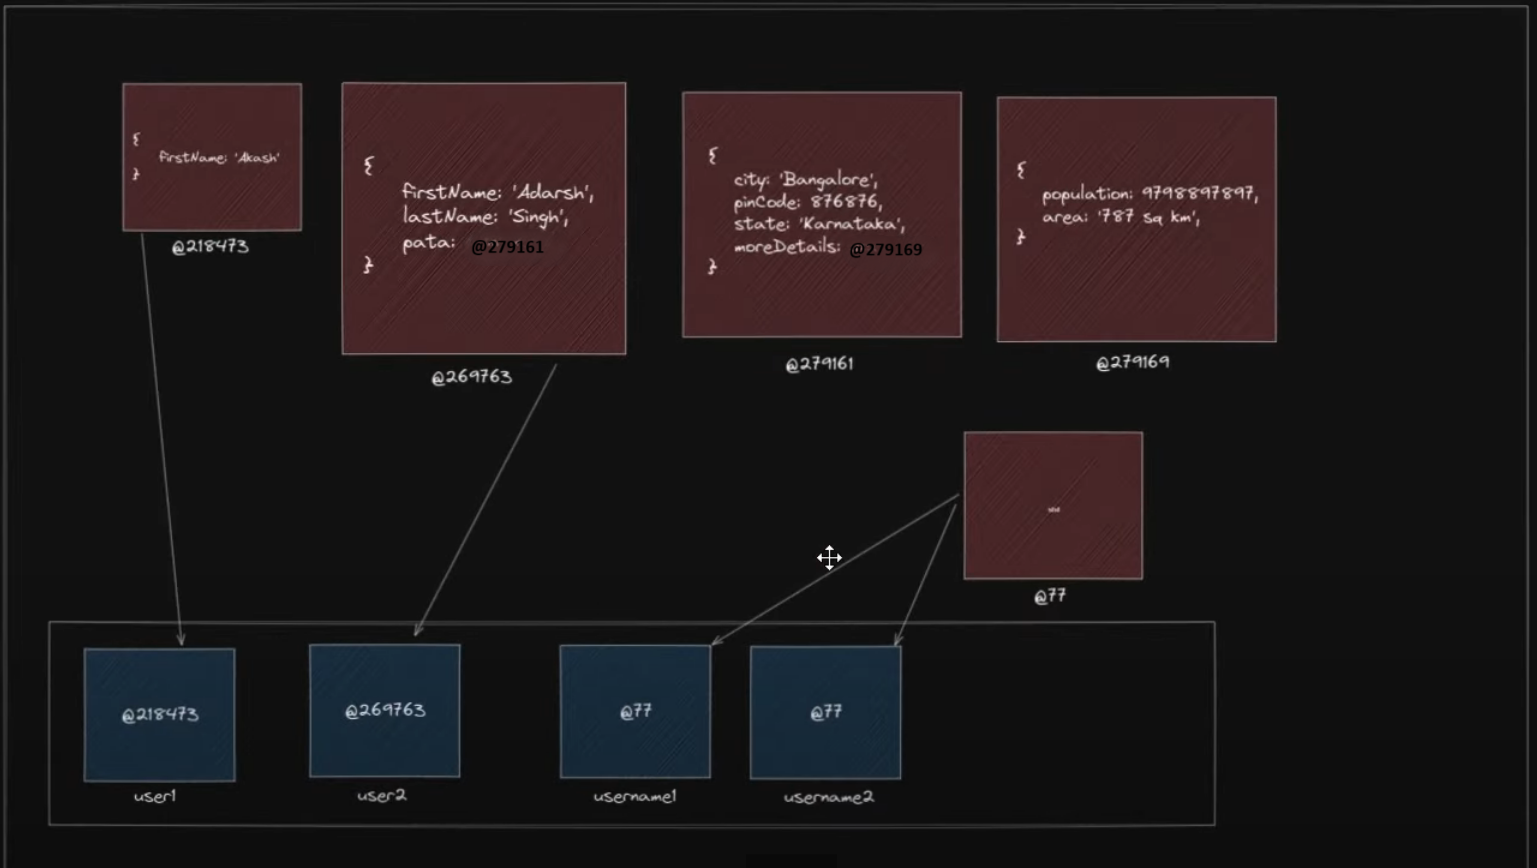 {
firstName: 'Akash'
}
@218473
{
firstName: 'Adarsh',
lastName: 'Singh',
pata: @279161
}
@269763
{
city: 'Bangalore',
pinCode: 876876,
state: 'Karnataka',
moreDetails: @279169
}
@279161
{
population: 9798897897,
area: '787 sq km',
}
@279169
@77
@218473
user1
@269763
user2
@77
username1
@77
username2